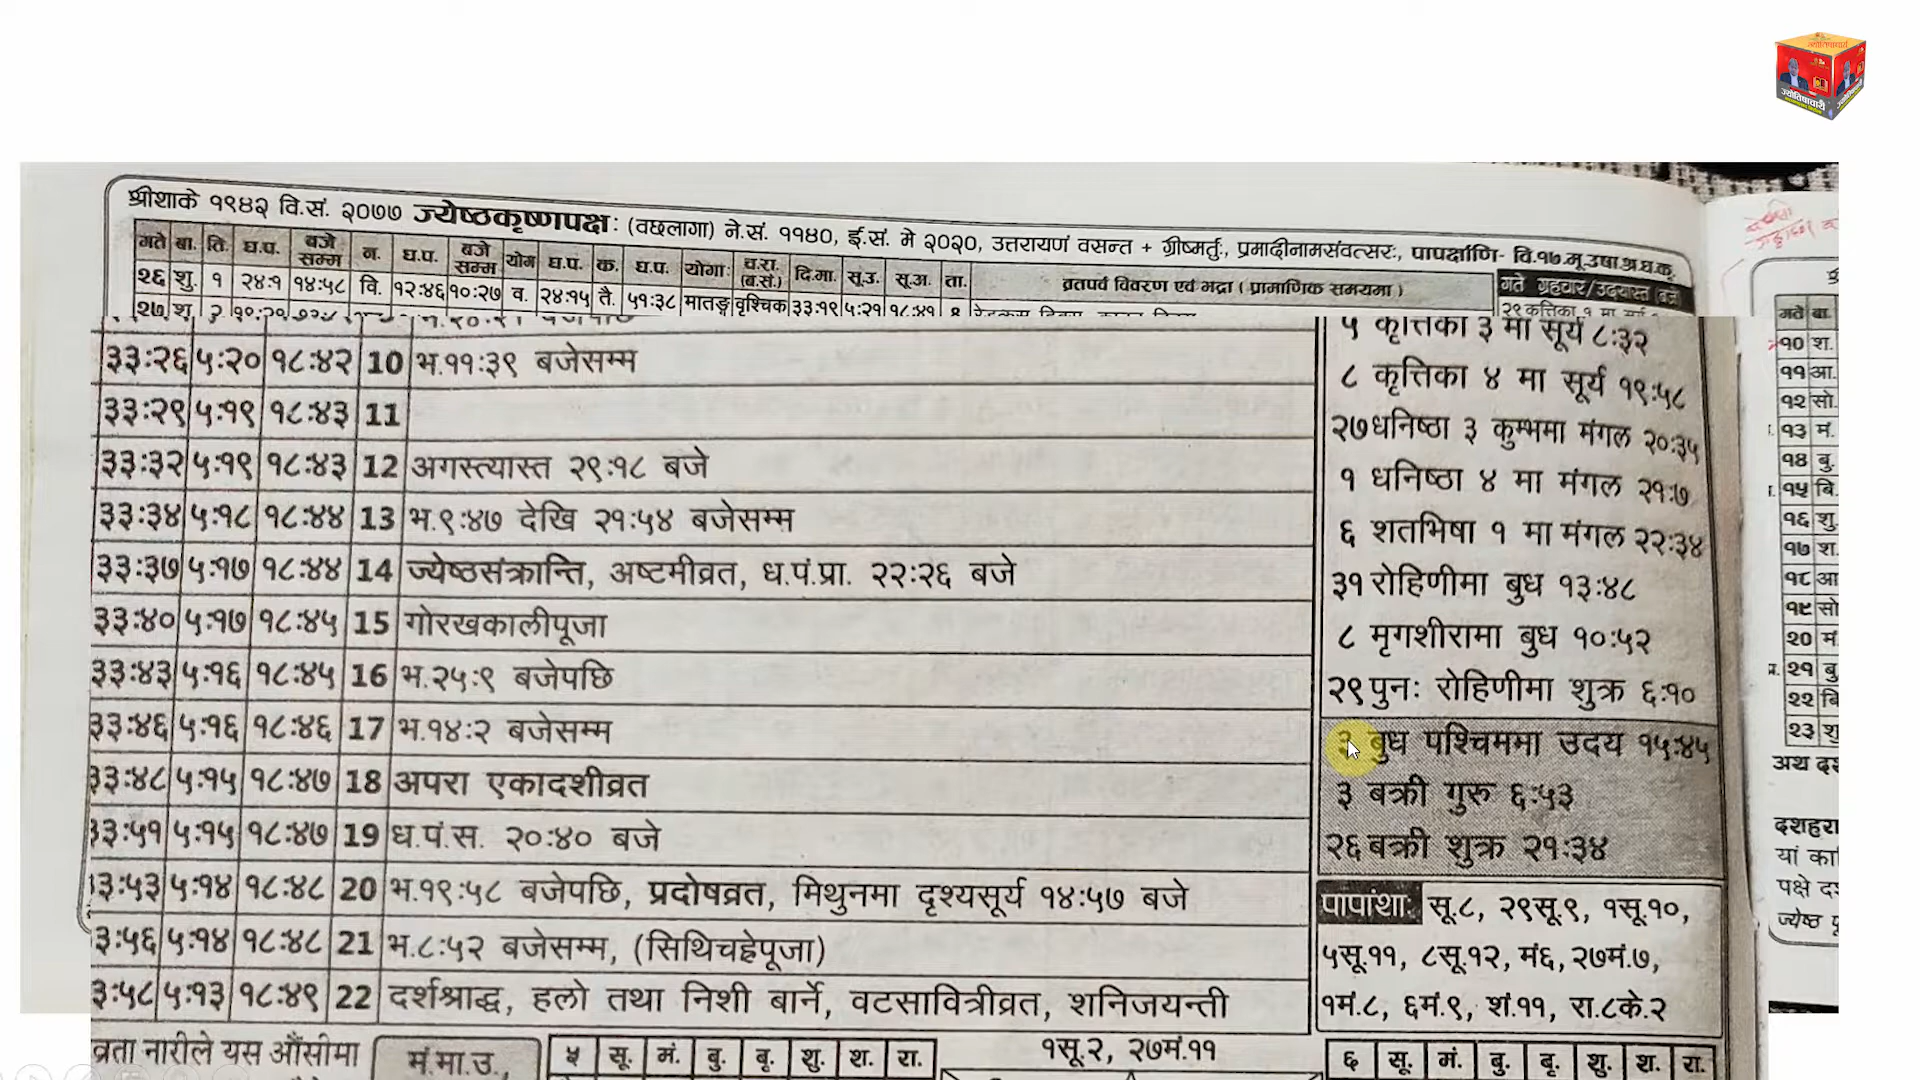 ज्योतिषाचार्य
श्रीशाके १९४२ वि.सं. २०७७ ज्येष्ठकृष्णपक्षः (वछलागा) ने.सं. ११४०, ई.सं. मे २०२०, उत्तरायणं वसन्त + ग्रीष्मर्तुः, प्रमादीनामसंवत्सरः, पापर्क्षाणि- वि.१७.मू.उषा.श्र.घ.कृ.
गते बा. ति. घ.प. बजे सम्म न. घ.प. बजे सम्म योग घ.प. क. घ.प. योगाः च.रा. (ब.सं.) दि.मा. सू.उ. सू.अ. ता. व्रतपर्व विवरण एवं भद्रा ( प्रामाणिक समयमा ) गते ग्रहचार/उदयास्त बजे
२६ शु. १ २४:१ १४:५८ वि. १२:४६ १०:२७ व. २४:१५ तै. ५१:३८ मातङ्ग वृश्चिक ३३:१९ ५:२१ १८:४१
२७ श. २
33:२६ ५:२० १८:४२ 10 भ.११:३९ बजेसम्म
३३:२९ ५:१९ १८:४३ 11
३३:३२ ५:१९ १८:४३ 12 अगस्त्यास्त २९:१८ बजे
३३:३४ ५:१८ १८:४४ 13 भ.९:४७ देखि २१:५४ बजेसम्म
३३:३७ ५:१७ १८:४४ 14 ज्येष्ठसंक्रान्ति, अष्टमीव्रत, ध.पं.प्रा. २२:२६ बजे
३३:४० ५:१७ १८:४५ 15 गोरखकालीपूजा
३३:४३ ५:१६ १८:४५ 16 भ.२५:९ बजेपछि
३३:४६ ५:१६ १८:४६ 17 भ.१४:२ बजेसम्म
३३:४८ ५:१५ १८:४७ 18 अपरा एकादशीव्रत
३३:५१ ५:१५ १८:४७ 19 ध.पं.स. २०:४० बजे
३:५३ ५:१४ १८:४८ 20 भ.१९:५८ बजेपछि, प्रदोषव्रत, मिथुनमा दृश्यसूर्य १४:५७ बजे
३:५६ ५:१४ १८:४८ 21 भ.८:५२ बजेसम्म, (सिथिचह्रेपूजा)
३:५८ ५:१३ १८:४९ 22 दर्शश्राद्ध, हलो तथा निशी बार्ने, वटसावित्रीव्रत, शनिजयन्ती
५ कृत्तिका ३ मा सूर्य ८:३२
८ कृत्तिका ४ मा सूर्य १९:५८
२७ धनिष्ठा ३ कुम्भमा मंगल २०:३५
१ धनिष्ठा ४ मा मंगल २१:७
६ शतभिषा १ मा मंगल २२:३४
३१ रोहिणीमा बुध १३:४८
८ मृगशीरामा बुध १०:५२
२९ पुनः रोहिणीमा शुक्र ६:१०
३ बुध पश्चिममा उदय १५:४५
३ बक्री गुरु ६:५३
२६ बक्री शुक्र २१:३४
पापांथाः सू.८, २९सू.९, १सू.१०,
५सू.११, ८सू.१२, मं६, २७मं.७,
१मं.८, ६मं.९, शं.११, रा.८के.२
व्रता नारीले यस औंसीमा
मं.मा.उ.,
५ सू. मं. बु. बृ. शु. श. रा.
१सू.२, २७मं.११
६ सू. मं. बु. बृ. शु. श. रा.
गते बा.
१० श.
११ आ.
१२ सो.
१३ मं.
१४ बु.
१५ बि.
१६ शु.
१७ श.
१८ आ
१९ सो
२० म
२१ बु
२२ बि
२३ शु
अथ दश
दशहरा
यां का
पक्षे दश
ज्येष्ठ